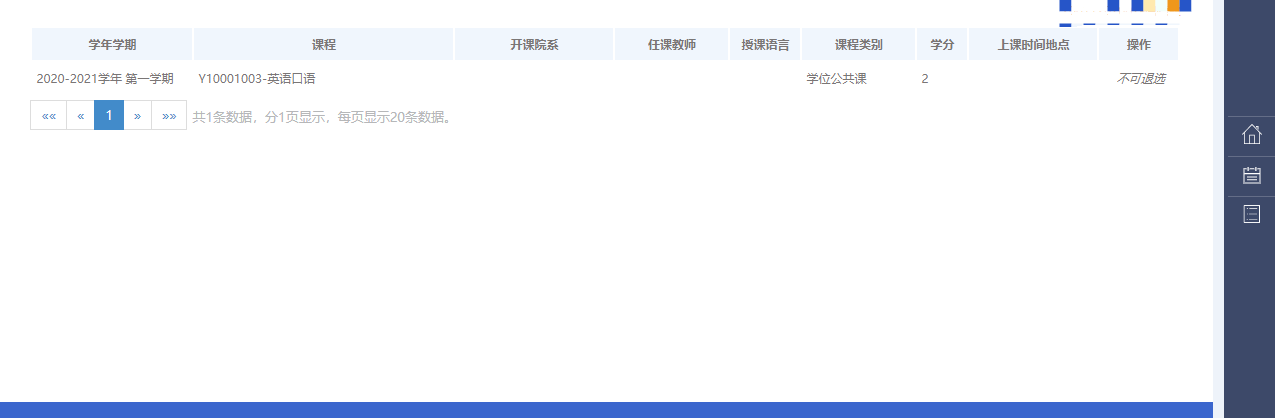 学年学期 课程 开课院系 任课教师 授课语言 课程类别 学分 上课时间地点 操作
2020-2021学年 第一学期 Y10001003-英语口语 学位公共课 2 不可退选
«« « 1 » »» 共1条数据，分1页显示，每页显示20条数据。